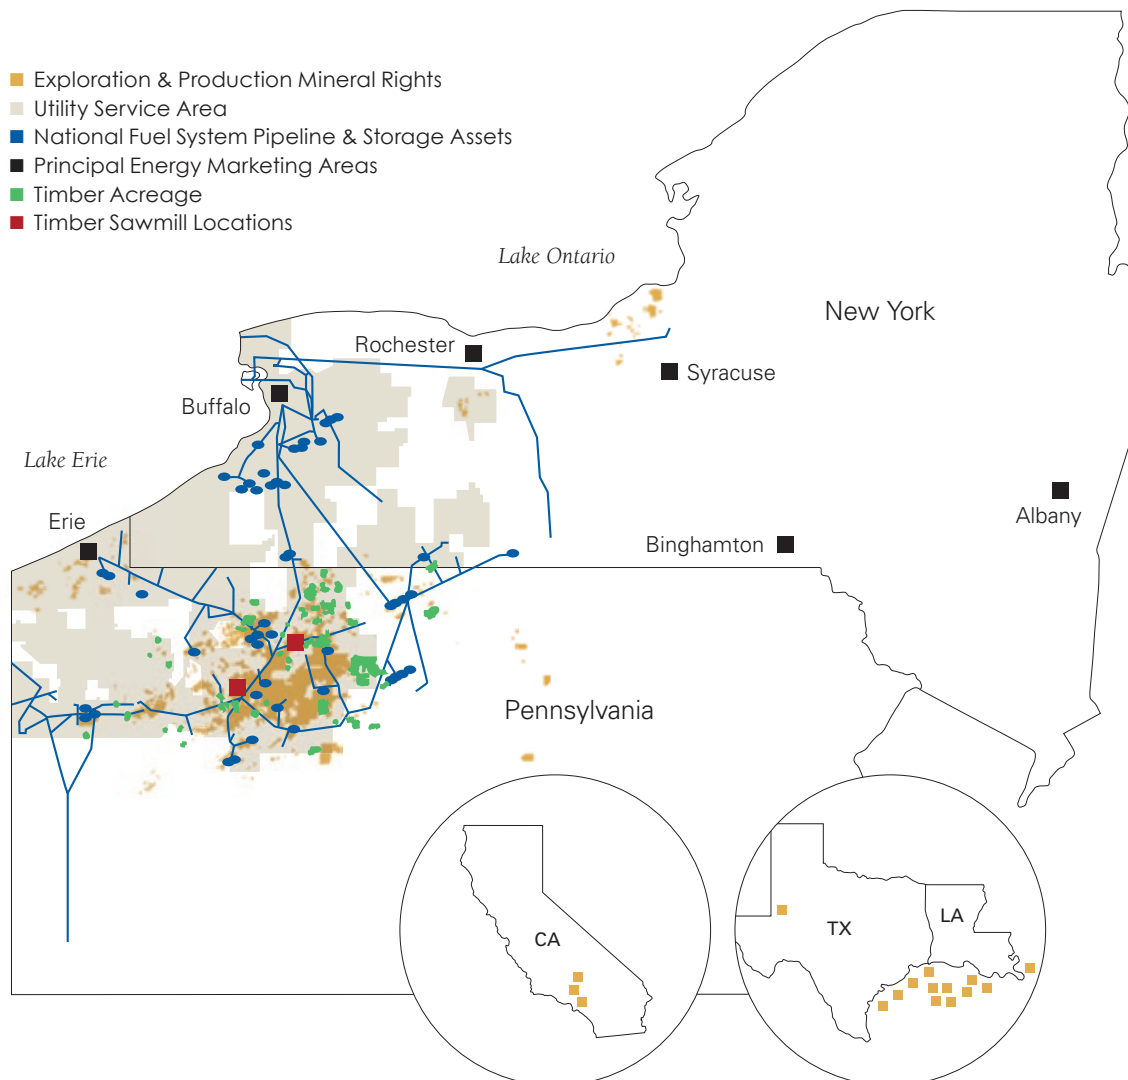 Exploration & Production Mineral Rights
Utility Service Area
National Fuel System Pipeline & Storage Assets
Principal Energy Marketing Areas
Timber Acreage
Timber Sawmill Locations
Lake Ontario
New York
Rochester
Syracuse
Buffalo
Lake Erie
Erie
Albany
Binghamton
Pennsylvania
CA
TX
LA